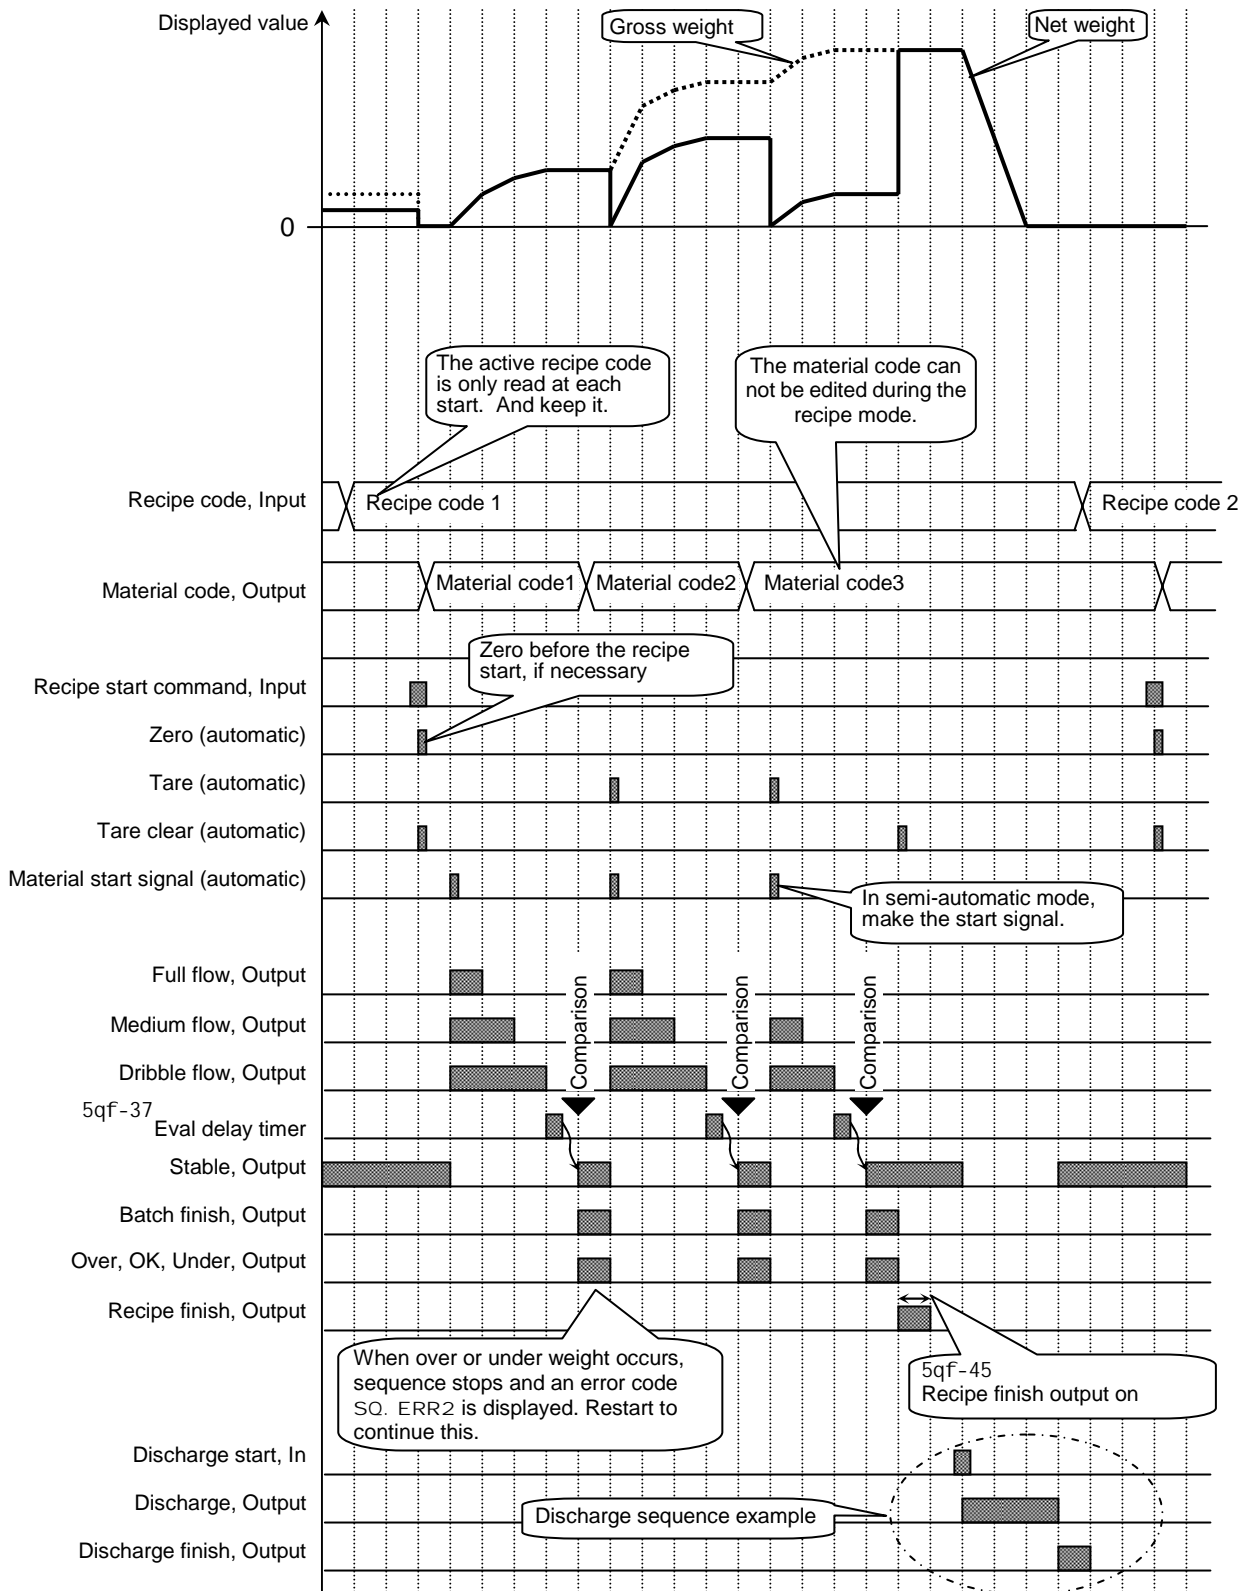 Displayed value
Gross weight
Net weight
0
The active recipe code
is only read at each
start. And keep it.
The material code can
not be edited during the
recipe mode.
Recipe code, Input
Recipe code 1
Recipe code 2
Material code, Output
Material code1
Material code2
Material code3
Zero before the recipe
start, if necessary
Recipe start command, Input
Zero (automatic)
Tare (automatic)
Tare clear (automatic)
Material start signal (automatic)
In semi-automatic mode,
make the start signal.
Full flow, Output
Medium flow, Output
Dribble flow, Output
Comparison
Comparison
Comparison
5qf-37
Eval delay timer
Stable, Output
Batch finish, Output
Over, OK, Under, Output
Recipe finish, Output
When over or under weight occurs,
sequence stops and an error code
SQ. ERR2 is displayed. Restart to
continue this.
5qf-45
Recipe finish output on
Discharge start, In
Discharge, Output
Discharge sequence example
Discharge finish, Output